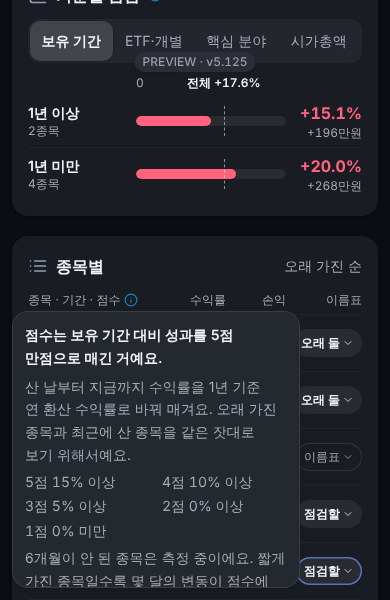 보유 기간 ETF·개별 핵심 분야 시가총액
PREVIEW · v5.125
0 전체 +17.6%
1년 이상 +15.1%
2종목 +196만원
1년 미만 +20.0%
4종목 +268만원
종목별 오래 가진 순
종목 · 기간 · 점수 수익률 손익 이름표
점수는 보유 기간 대비 성과를 5점
만점으로 매긴 거예요.
오래 둘
산 날부터 지금까지 수익률을 1년 기준
연 환산 수익률로 바꿔 매겨요. 오래 가진
오래 둘
종목과 최근에 산 종목을 같은 잣대로
보기 위해서예요.
이름표
5점 15% 이상 4점 10% 이상
3점 5% 이상 2점 0% 이상
점검할
1점 0% 미만
6개월이 안 된 종목은 측정 중이에요. 짧게
점검할
가진 종목일수록 몇 달의 변동이 점수에